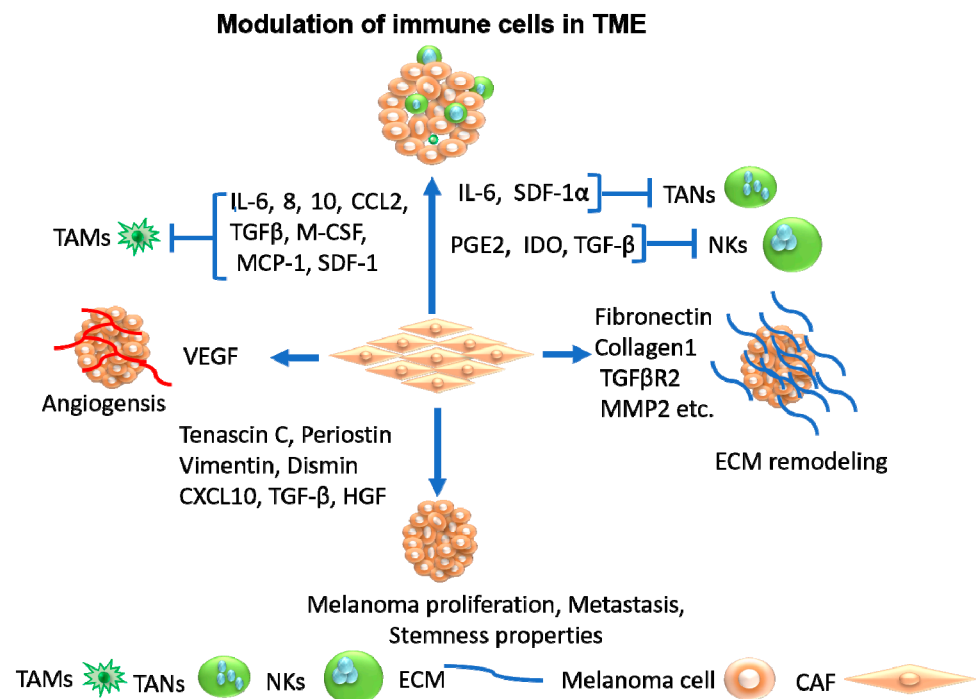 Modulation of immune cells in TME
IL-6, 8, 10, CCL2,
TGFβ, M-CSF,
MCP-1, SDF-1
TAMs
IL-6, SDF-1α
TANs
PGE2, IDO, TGF-β
NKs
VEGF
Angiogensis
Fibronectin
Collagen1
TGFβR2
MMP2 etc.
ECM remodeling
Tenascin C, Periostin
Vimentin, Dismin
CXCL10, TGF-β, HGF
Melanoma proliferation, Metastasis,
Stemness properties
TAMs TANs NKs ECM Melanoma cell CAF